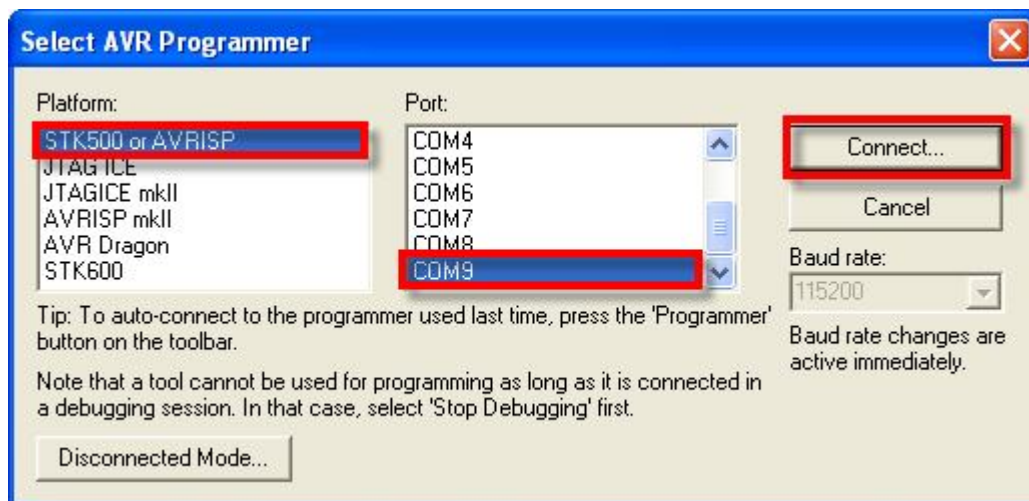 Select AVR Programmer
Platform:
STK500 or AVRISP
JTAG ICE
JTAGICE mkII
AVRISP mkII
AVR Dragon
STK600
Port:
COM4
COM5
COM6
COM7
COM8
COM9
Connect...
Cancel
Baud rate:
115200
Baud rate changes are
active immediately.
Tip: To auto-connect to the programmer used last time, press the 'Programmer'
button on the toolbar.
Note that a tool cannot be used for programming as long as it is connected in
a debugging session. In that case, select 'Stop Debugging' first.
Disconnected Mode...